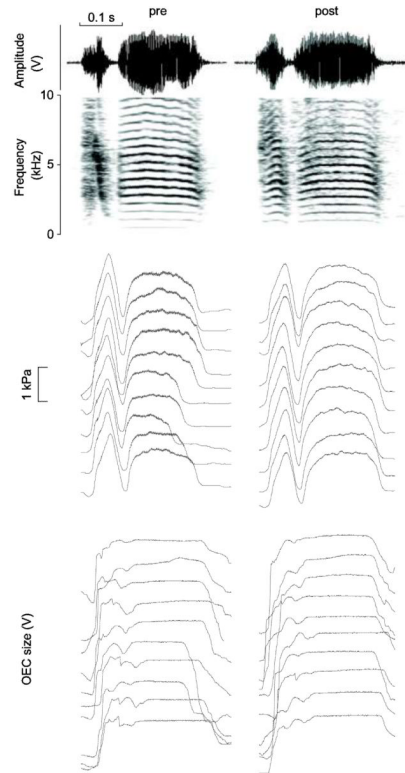 0.1 s
pre
post
Amplitude
(V)
10
Frequency
(kHz)
5
0
1 kPa
OEC size (V)